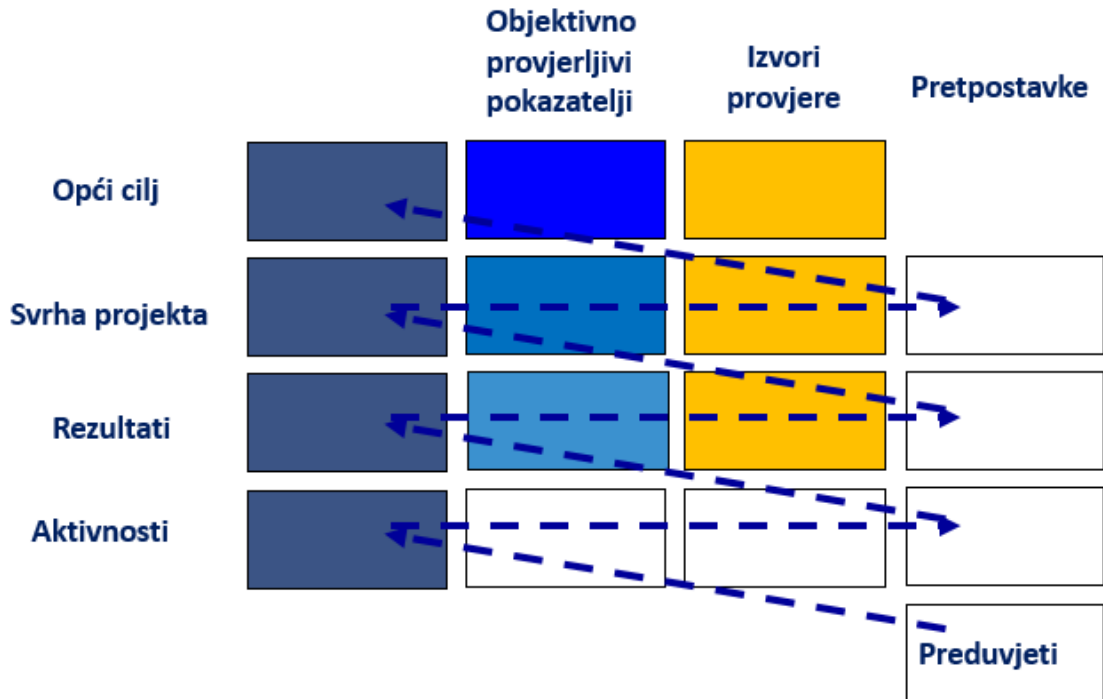 Objektivno
provjerljivi
pokazatelji
Izvori
provjere
Pretpostavke
Opći cilj
Svrha projekta
Rezultati
Aktivnosti
Preduvjeti